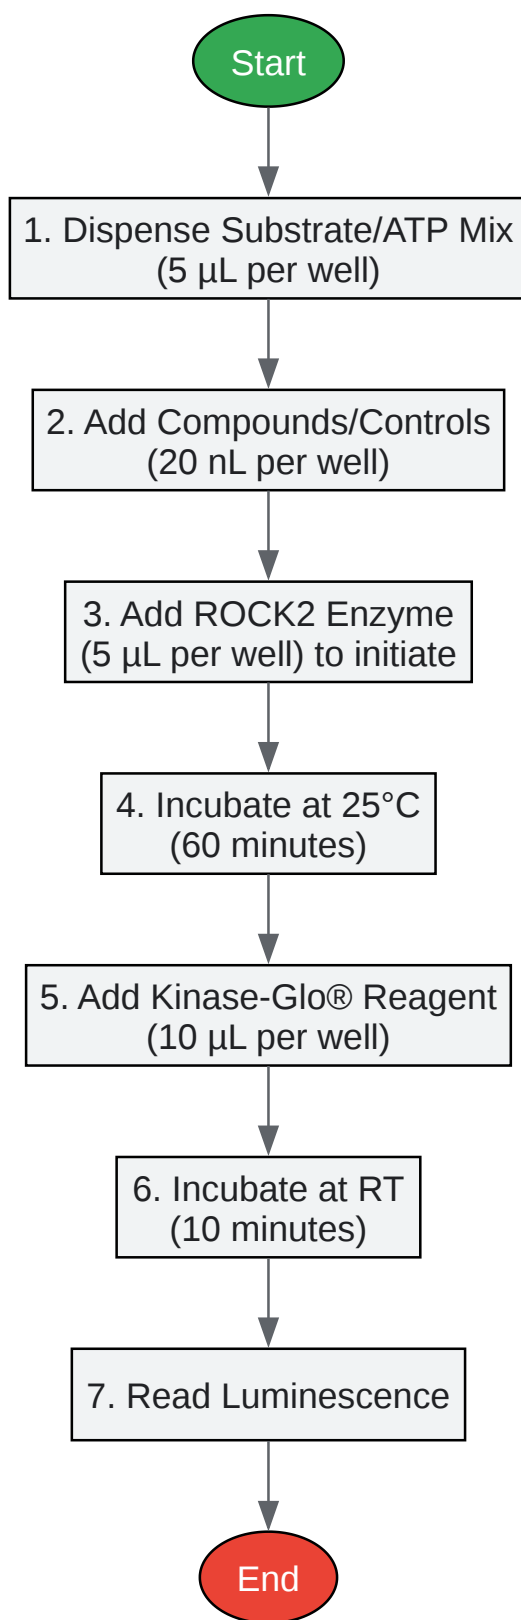 Start
1. Dispense Substrate/ATP Mix
(5 µL per well)
2. Add Compounds/Controls
(20 nL per well)
3. Add ROCK2 Enzyme
(5 µL per well) to initiate
4. Incubate at 25°C
(60 minutes)
5. Add Kinase-Glo® Reagent
(10 µL per well)
6. Incubate at RT
(10 minutes)
7. Read Luminescence
End